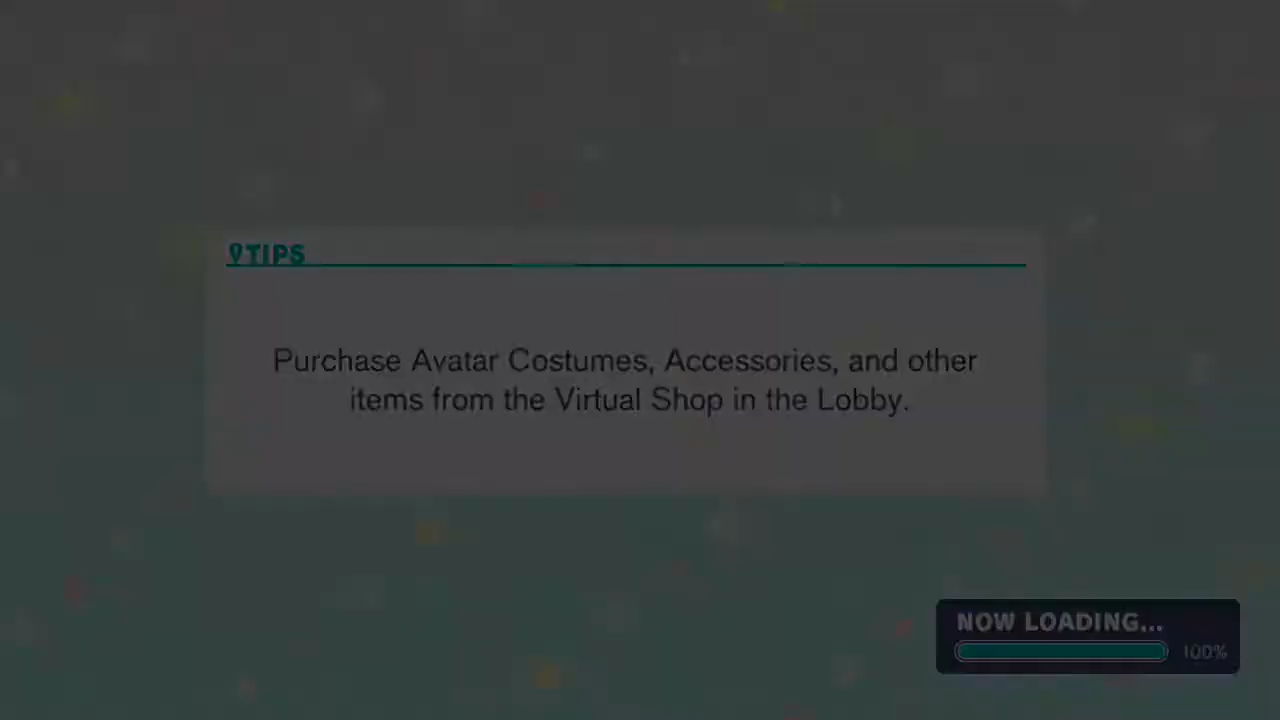 TIPS
Purchase Avatar Costumes, Accessories, and other
items from the Virtual Shop in the Lobby.
NOW LOADING...
100%